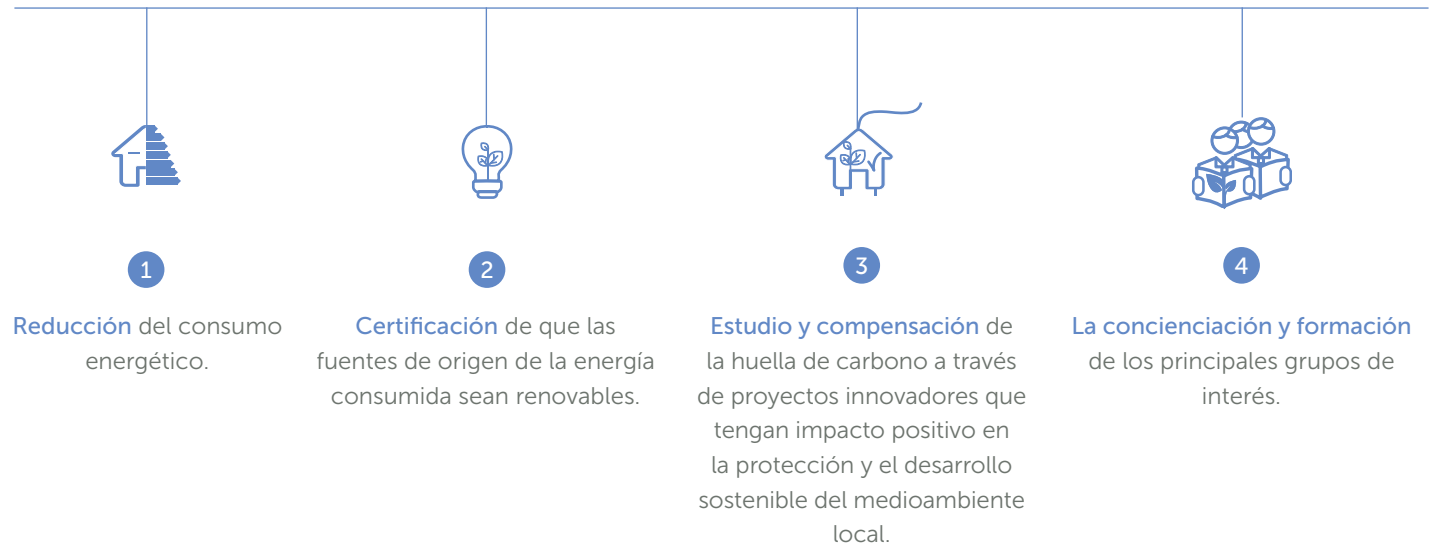 1
Reducción del consumo
energético.
2
Certificación de que las
fuentes de origen de la energía
consumida sean renovables.
3
Estudio y compensación de
la huella de carbono a través
de proyectos innovadores que
tengan impacto positivo en
la protección y el desarrollo
sostenible del medioambiente
local.
4
La concienciación y formación
de los principales grupos de
interés.